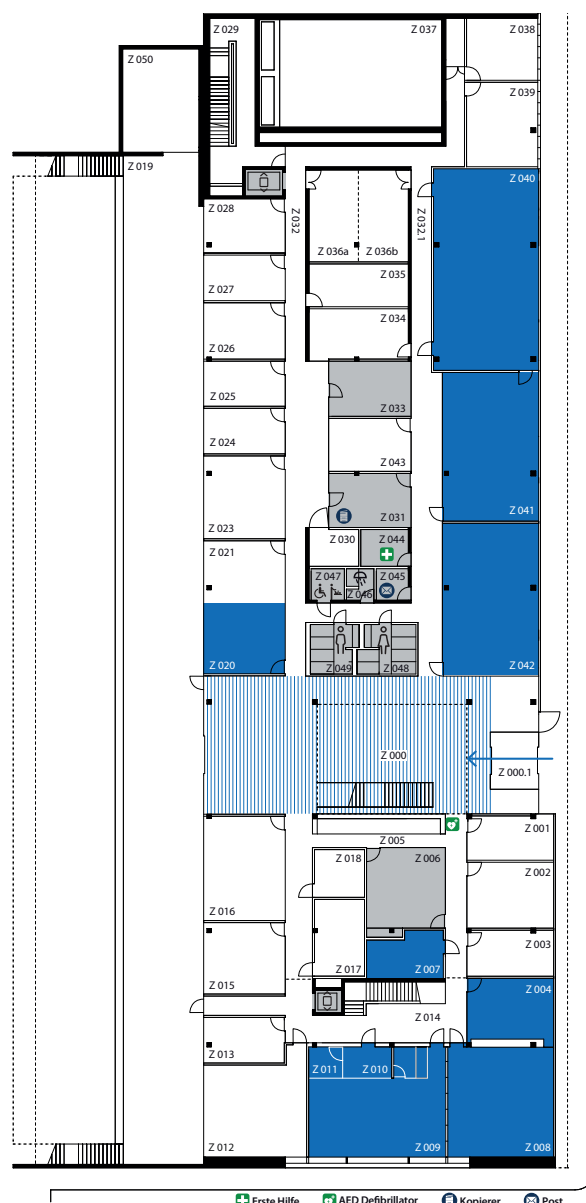 Z 029
Z 037
Z 038
Z 050
Z 039
Z 019
Z 040
Z 028
Z 032
Z 032.1
Z 036a
Z 036b
Z 035
Z 027
Z 034
Z 026
Z 025
Z 033
Z 024
Z 043
Z 041
Z 031
Z 023
Z 030
Z 044
Z 021
Z 047
Z 045
Z 046
Z 020
Z 049
Z 048
Z 042
Z 000
Z 000.1
Z 001
Z 005
Z 018
Z 006
Z 002
Z 016
Z 003
Z 017
Z 007
Z 015
Z 004
Z 014
Z 013
Z 011
Z 010
Z 012
Z 009
Z 008
Erste Hilfe
AED Defibrillator
Kopierer
Post